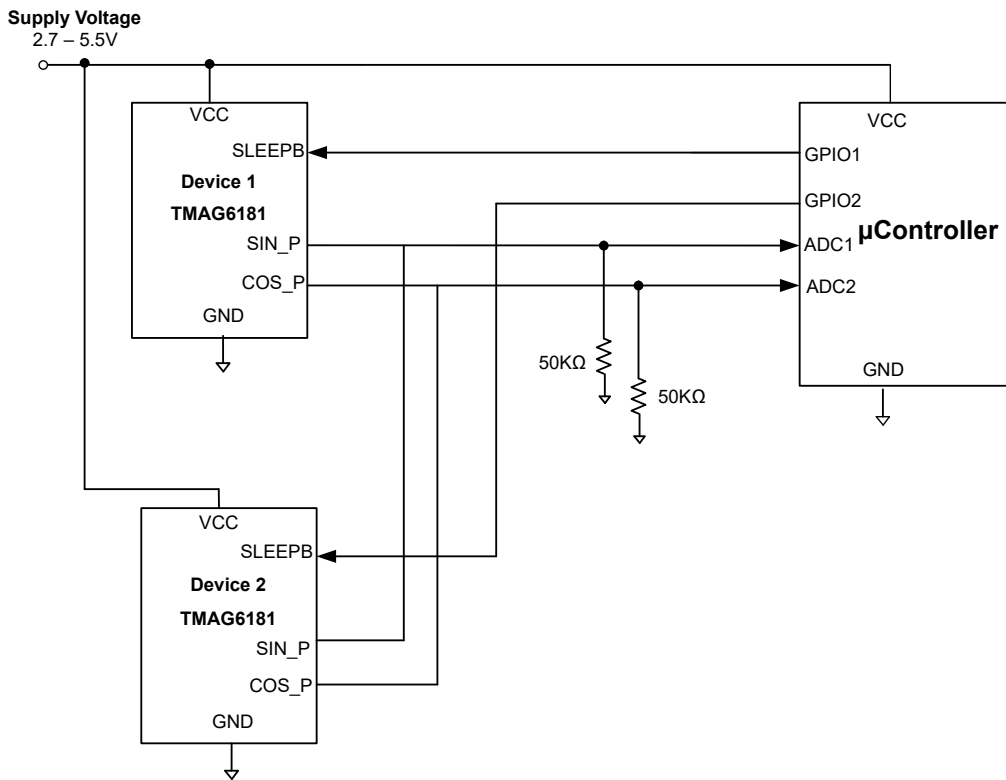 Supply Voltage
2.7 – 5.5V
VCC
SLEEPB
Device 1
TMAG6181
SIN_P
COS_P
GND
VCC
GPIO1
GPIO2
µController
ADC1
ADC2
GND
50KΩ
50KΩ
VCC
SLEEPB
Device 2
TMAG6181
SIN_P
COS_P
GND